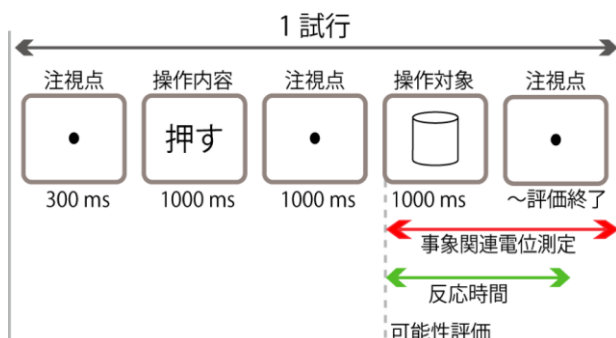 1 試行
注視点 操作内容 注視点 操作対象 注視点
押す
300 ms 1000 ms 1000 ms 1000 ms ～評価終了
事象関連電位測定
反応時間
可能性評価